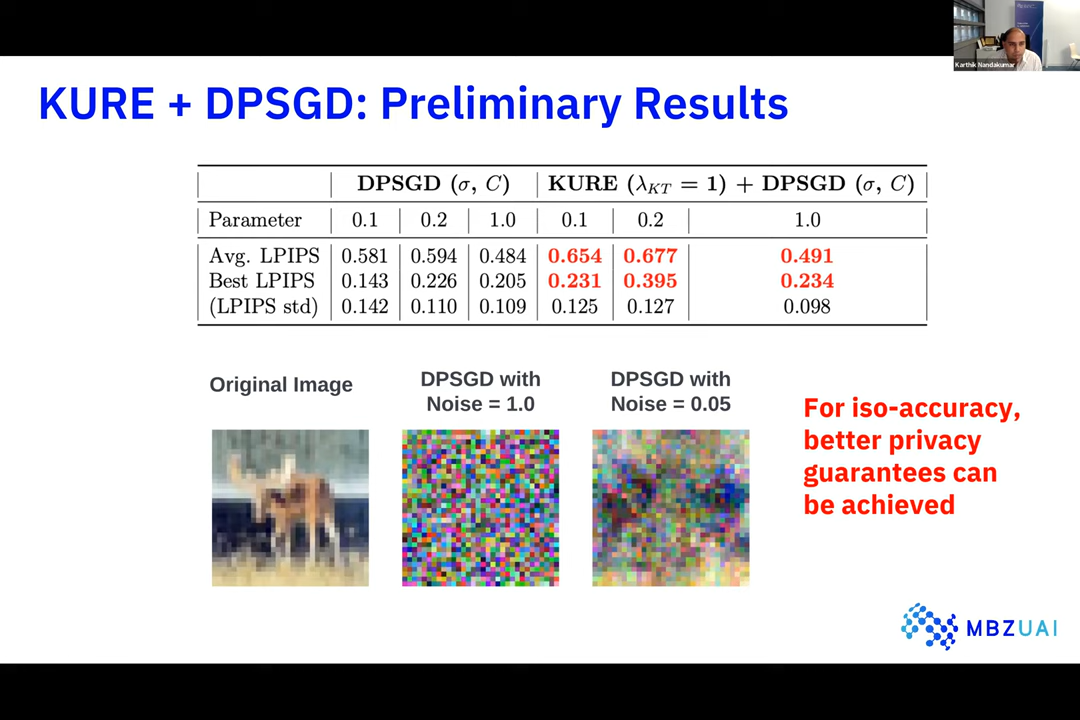 Karthik Nandakumar
KURE + DPSGD: Preliminary Results
DPSGD (σ, C) KURE (λ_KT = 1) + DPSGD (σ, C)
Parameter 0.1 0.2 1.0 0.1 0.2 1.0
Avg. LPIPS 0.581 0.594 0.484 0.654 0.677 0.491
Best LPIPS 0.143 0.226 0.205 0.231 0.395 0.234
(LPIPS std) 0.142 0.110 0.109 0.125 0.127 0.098
Original Image
DPSGD with
Noise = 1.0
DPSGD with
Noise = 0.05
For iso-accuracy,
better privacy
guarantees can
be achieved
MBZUAI